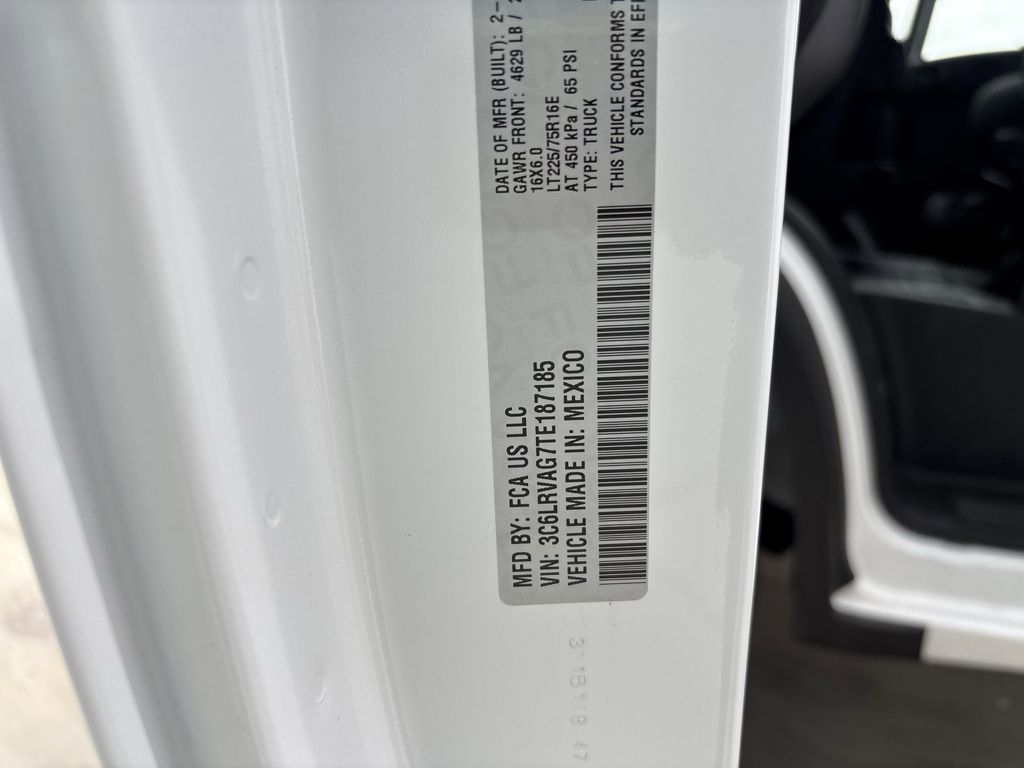 MFD BY: FCA US LLC
VIN: 3C6LRVAG7TE187185
VEHICLE MADE IN: MEXICO
DATE OF MFR (BUILT): 2-
GAWR FRONT: 4629 LB /
16X6.0
LT225/75R16E
AT 450 kPa / 65 PSI
TYPE: TRUCK
THIS VEHICLE CONFORMS
STANDARDS IN